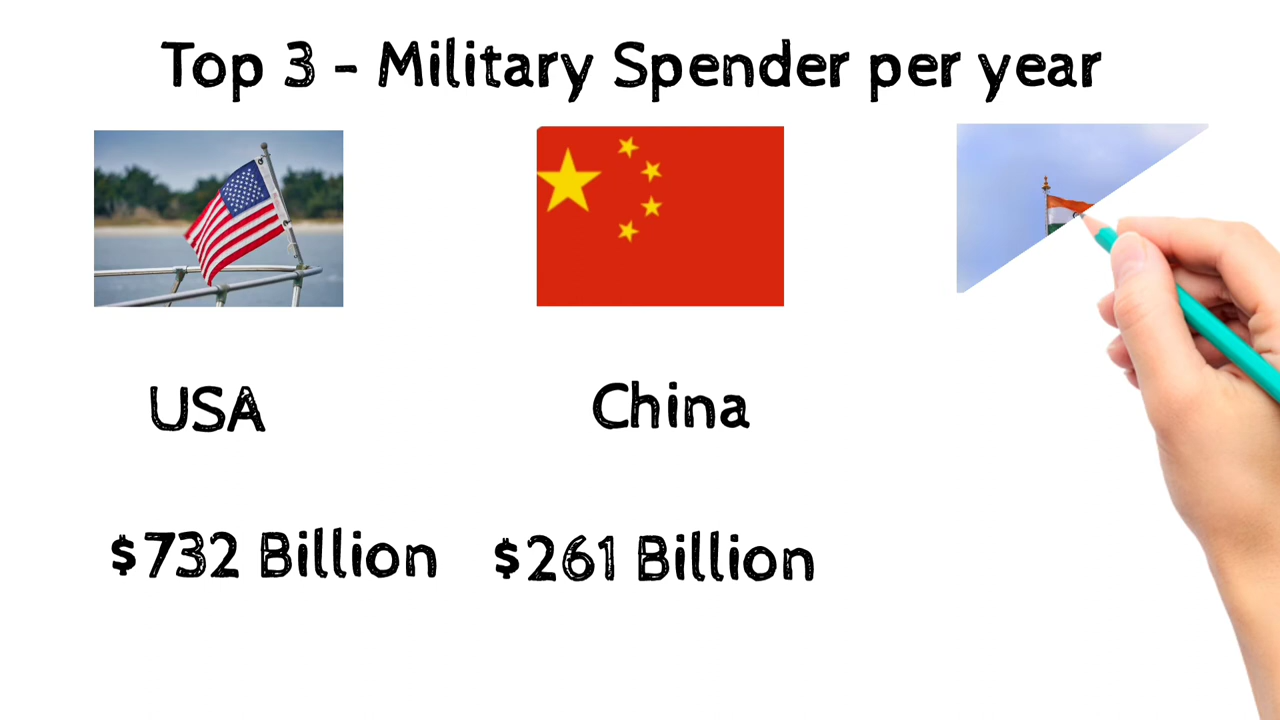 Top 3 - Military Spender per year
USA
China
$732 Billion
$261 Billion